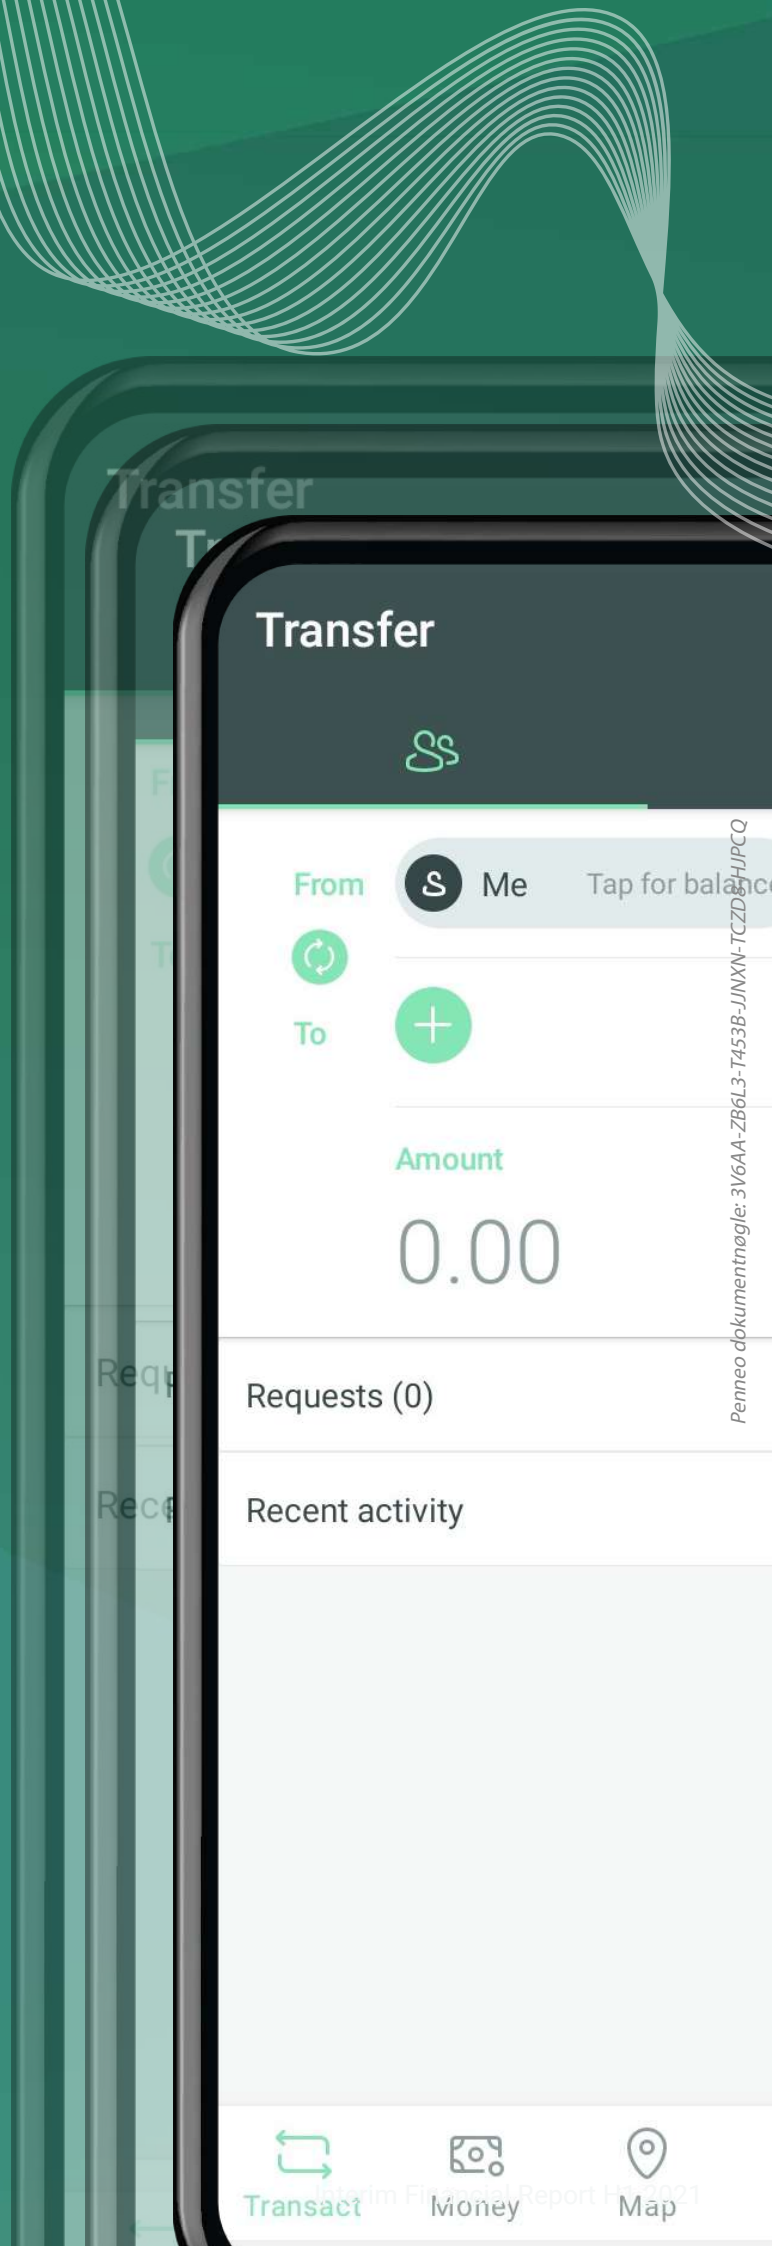 Transfer
Tr
Transfer
From
Me
Tap for balance
To
Amount
0.00
Requests (0)
Recent activity
Transact
Money
Map
Interim Financial Report H1 2021
Penneo dokumentnøgle: 3V6AA-ZB6L3-T453B-JJNXN-TCZD8-HJPCQ